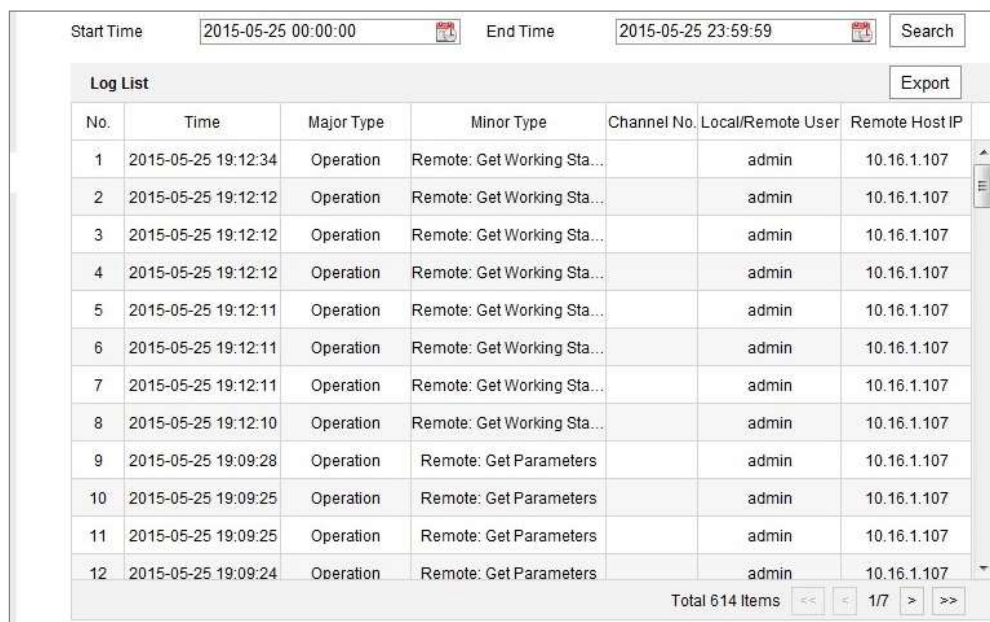 Start Time 2015-05-25 00:00:00 End Time 2015-05-25 23:59:59 Search
Log List Export
No. Time Major Type Minor Type Channel No. Local/Remote User Remote Host IP
1 2015-05-25 19:12:34 Operation Remote: Get Working Sta... admin 10.16.1.107
2 2015-05-25 19:12:12 Operation Remote: Get Working Sta... admin 10.16.1.107
3 2015-05-25 19:12:12 Operation Remote: Get Working Sta... admin 10.16.1.107
4 2015-05-25 19:12:12 Operation Remote: Get Working Sta... admin 10.16.1.107
5 2015-05-25 19:12:11 Operation Remote: Get Working Sta... admin 10.16.1.107
6 2015-05-25 19:12:11 Operation Remote: Get Working Sta... admin 10.16.1.107
7 2015-05-25 19:12:11 Operation Remote: Get Working Sta... admin 10.16.1.107
8 2015-05-25 19:12:10 Operation Remote: Get Working Sta... admin 10.16.1.107
9 2015-05-25 19:09:28 Operation Remote: Get Parameters admin 10.16.1.107
10 2015-05-25 19:09:25 Operation Remote: Get Parameters admin 10.16.1.107
11 2015-05-25 19:09:25 Operation Remote: Get Parameters admin 10.16.1.107
12 2015-05-25 19:09:24 Operation Remote: Get Parameters admin 10.16.1.107
Total 614 Items << < 1/7 > >>